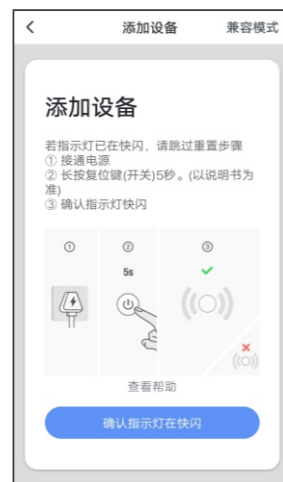 添加设备
兼容模式
添加设备
若指示灯已在快闪，请跳过重置步骤
① 接通电源
② 长按复位键(开关)5秒。(以说明书为
准)
③ 确认指示灯快闪
①
②
③
5s
查看帮助
确认指示灯在快闪